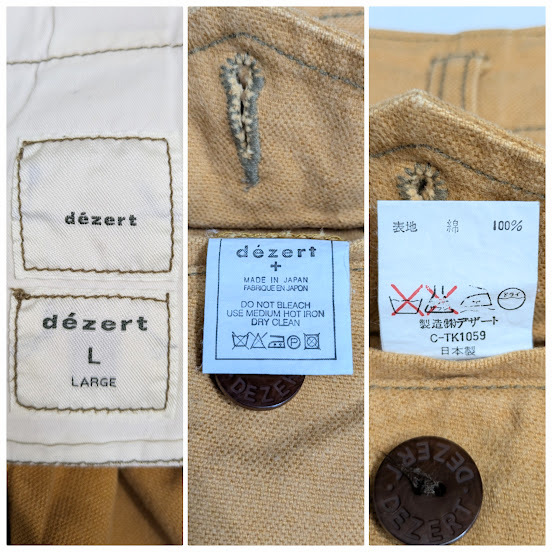 dézert
dézert
L
LARGE
dézert
+
MADE IN JAPAN
FABRIQUE EN JAPON
DO NOT BLEACH
USE MEDIUM HOT IRON
DRY CLEAN
DEZERT
表地 綿 100%
ドライ
製造㈱デザート
C-TK1059
日本製
DEZERT
DEZERT